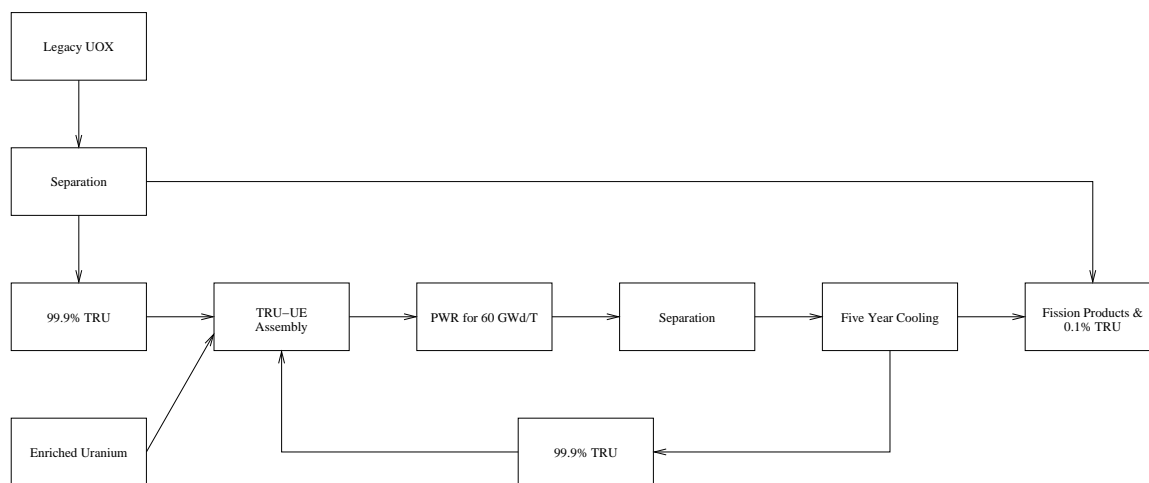 Legacy UOX
Separation
99.9% TRU
TRU−UE
Assembly
PWR for 60 GWd/T
Separation
Five Year Cooling
Fission Products &
0.1% TRU
Enriched Uranium
99.9% TRU